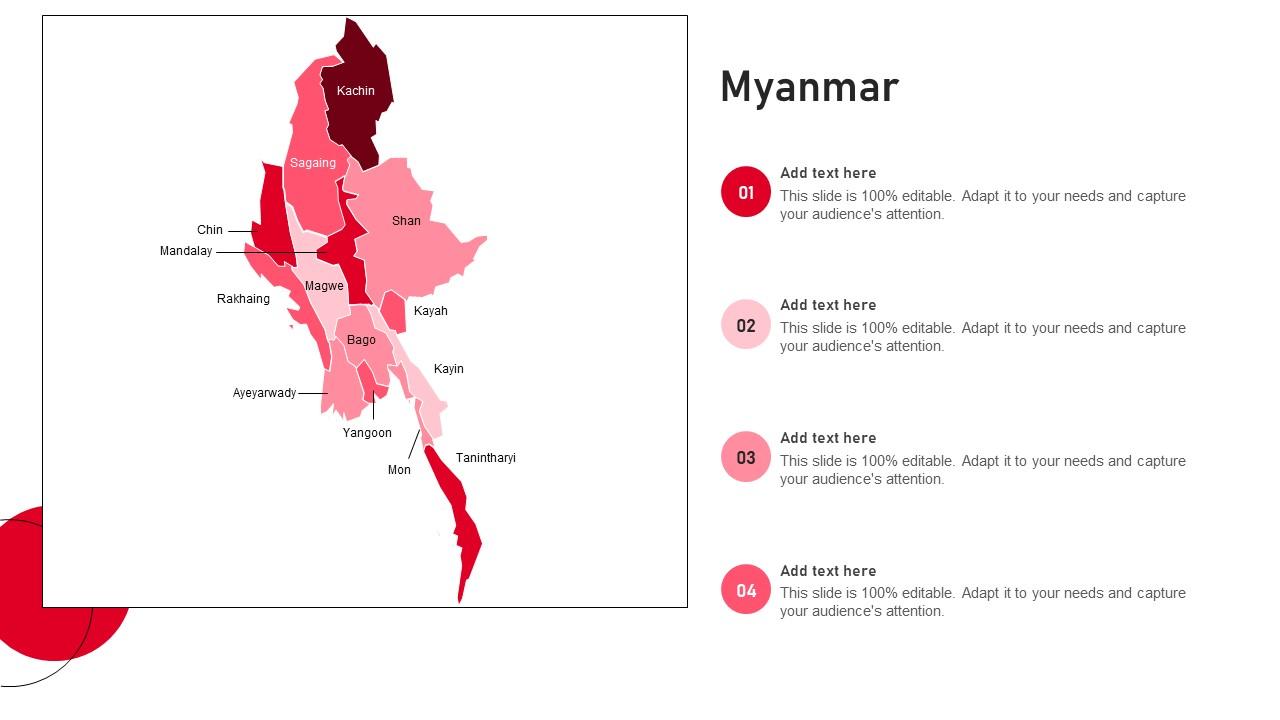 Myanmar
Kachin
Sagaing
Chin
Shan
Mandalay
Magwe
Rakhaing
Kayah
Bago
Kayin
Ayeyarwady
Yangoon
Mon
Tanintharyi
01
Add text here
This slide is 100% editable. Adapt it to your needs and capture
your audience's attention.
02
Add text here
This slide is 100% editable. Adapt it to your needs and capture
your audience's attention.
03
Add text here
This slide is 100% editable. Adapt it to your needs and capture
your audience's attention.
04
Add text here
This slide is 100% editable. Adapt it to your needs and capture
your audience's attention.